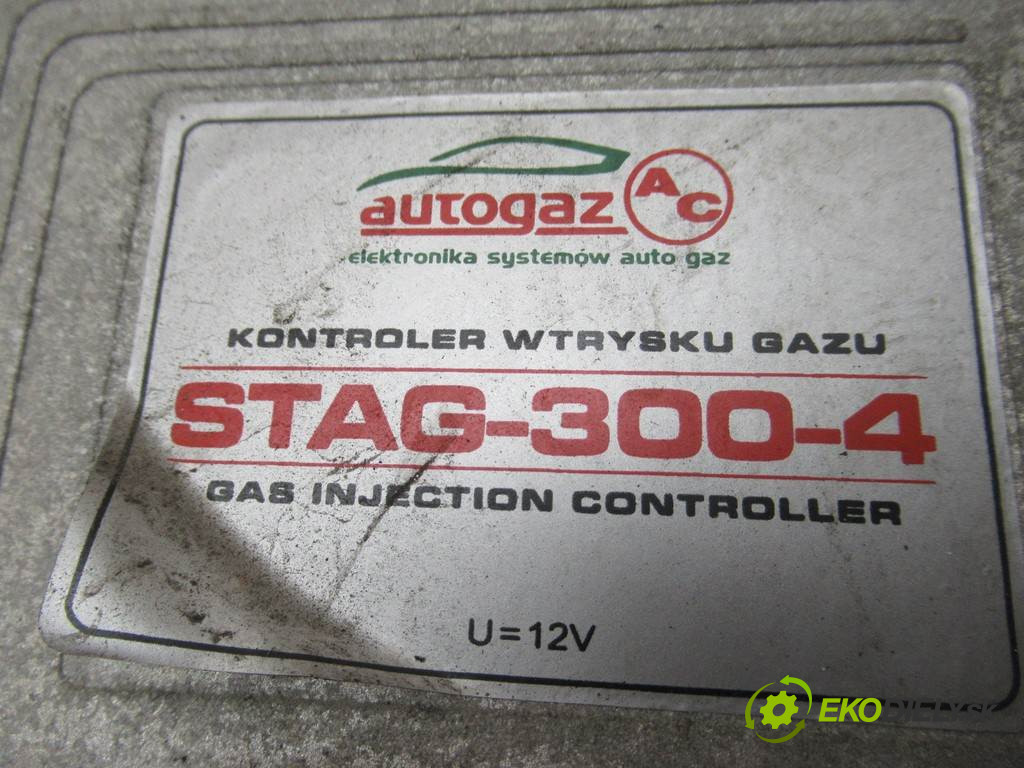 autogaz AC
elektronika systemów auto gaz
KONTROLER WTRYSKU GAZU
STAG-300-4
GAS INJECTION CONTROLLER
U=12V
EKO